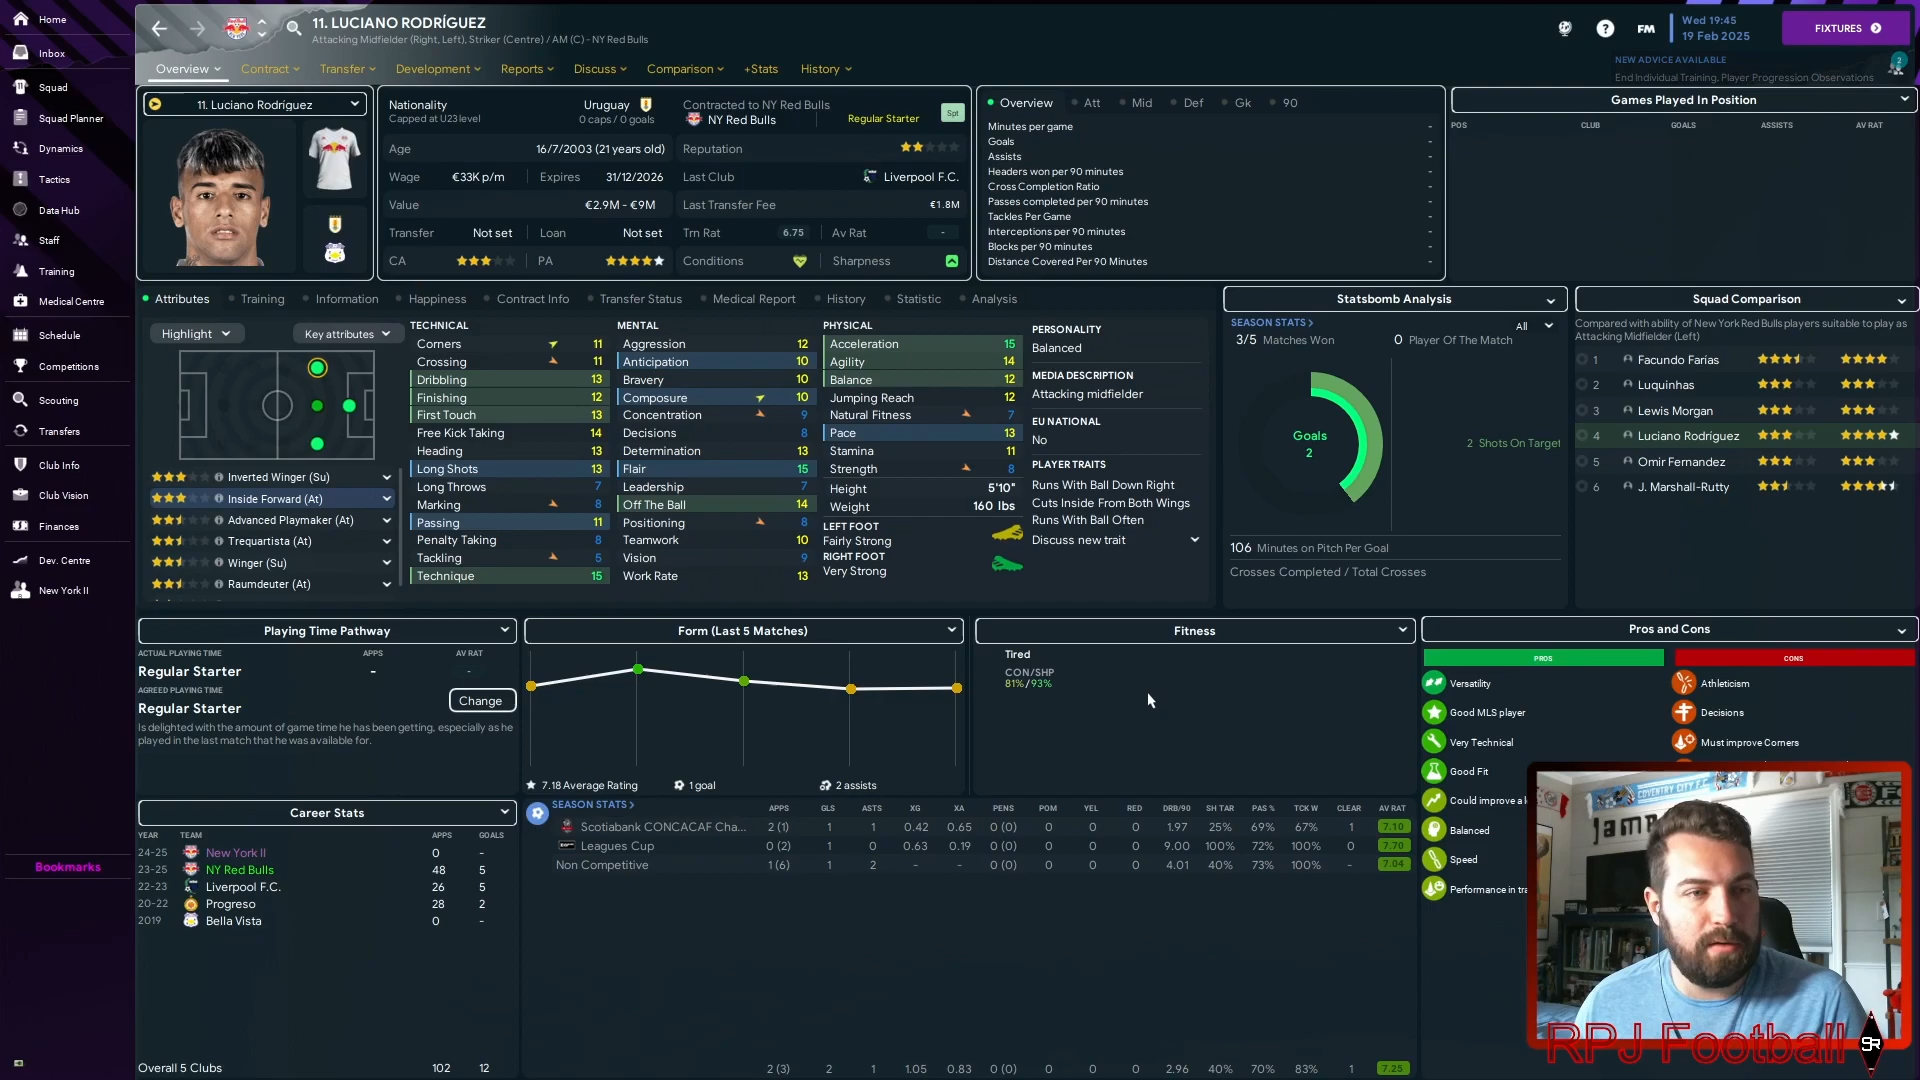 Home
Inbox
Squad
Squad Planner
Dynamics
Tactics
Data Hub
Staff
Training
Medical Centre
Schedule
Competitions
Scouting
Transfers
Club Info
Club Vision
Finances
Dev. Centre
New York II
Bookmarks
11. LUCIANO RODRÍGUEZ
Attacking Midfielder (Right, Left), Striker (Centre) / AM (C) - NY Red Bulls
FM
Wed 19:45
19 Feb 2025
FIXTURES
Overview Contract Transfer Development Reports Discuss Comparison +Stats History
NEW ADVICE AVAILABLE
2
End Individual Training, Player Progression Observations
11. Luciano Rodríguez
Nationality Uruguay
Capped at U23 level 0 caps / 0 goals
Age 16/7/2003 (21 years old)
Wage €33K p/m Expires 31/12/2026
Value €2.9M - €9M
Transfer Not set Loan Not set
CA PA
Contracted to NY Red Bulls
NY Red Bulls Regular Starter Spt
Reputation
Last Club Liverpool F.C.
Last Transfer Fee €1.8M
Trn Rat 6.75 Av Rat -
Conditions Sharpness
Overview Att Mid Def Gk 90
Minutes per game -
Goals -
Assists -
Headers won per 90 minutes -
Cross Completion Ratio -
Passes completed per 90 minutes -
Tackles Per Game -
Interceptions per 90 minutes -
Blocks per 90 minutes -
Distance Covered Per 90 Minutes -
Games Played In Position
POS CLUB GOALS ASSISTS AV RAT
Attributes Training Information Happiness Contract Info Transfer Status Medical Report History Statistic Analysis
Highlight Key attributes
Inverted Winger (Su)
Inside Forward (At)
Advanced Playmaker (At)
Trequartista (At)
Winger (Su)
Raumdeuter (At)
TECHNICAL
Corners 11
Crossing 11
Dribbling 13
Finishing 12
First Touch 13
Free Kick Taking 14
Heading 13
Long Shots 13
Long Throws 7
Marking 8
Passing 11
Penalty Taking 8
Tackling 5
Technique 15
MENTAL
Aggression 12
Anticipation 10
Bravery 10
Composure 10
Concentration 9
Decisions 8
Determination 13
Flair 15
Leadership 7
Off The Ball 14
Positioning 8
Teamwork 10
Vision 9
Work Rate 13
PHYSICAL
Acceleration 15
Agility 14
Balance 12
Jumping Reach 12
Natural Fitness 7
Pace 13
Stamina 11
Strength 8
Height 5'10"
Weight 160 lbs
LEFT FOOT
Fairly Strong
RIGHT FOOT
Very Strong
PERSONALITY
Balanced
MEDIA DESCRIPTION
Attacking midfielder
EU NATIONAL
No
PLAYER TRAITS
Runs With Ball Down Right
Cuts Inside From Both Wings
Runs With Ball Often
Discuss new trait
Statsbomb Analysis
SEASON STATS >
All
3/5 Matches Won 0 Player Of The Match
Goals
2
2 Shots On Target
106 Minutes on Pitch Per Goal
Crosses Completed / Total Crosses
Squad Comparison
Compared with ability of New York Red Bulls players suitable to play as
Attacking Midfielder (Left)
1 Facundo Farías
2 Luquinhas
3 Lewis Morgan
4 Luciano Rodríguez
5 Omir Fernandez
6 J. Marshall-Rutty
Playing Time Pathway
ACTUAL PLAYING TIME APPS AV RAT
Regular Starter - -
AGREED PLAYING TIME
Regular Starter
Change
Is delighted with the amount of game time he has been getting, especially as he
played in the last match that he was available for.
Form (Last 5 Matches)
7.18 Average Rating 1 goal 2 assists
Fitness
Tired
CON/SHP
81%/93%
Pros and Cons
PROS CONS
Versatility Athleticism
Good MLS player Decisions
Very Technical Must improve Corners
Good Fit
Could improve a l
Balanced
Speed
Performance in tra
Career Stats
YEAR TEAM APPS GOALS
24-25 New York II 0 -
23-25 NY Red Bulls 48 5
22-23 Liverpool F.C. 26 5
20-22 Progreso 28 2
2019 Bella Vista 0 -
Overall 5 Clubs 102 12
SEASON STATS > APPS GLS ASTS XG XA PENS POM YEL RED DRB/90 SH TAR PAS % TCK W CLEAR AV RAT
Scotiabank CONCACAF Cha... 2 (1) 1 1 0.42 0.65 0 (0) 0 0 0 1.97 25% 69% 67% 1 7.10
Leagues Cup 0 (2) 1 0 0.63 0.19 0 (0) 0 0 0 9.00 100% 72% 100% 0 7.70
Non Competitive 1 (6) 1 2 - - 0 (0) 0 0 0 4.01 40% 73% 100% - 7.04
2 (3) 2 1 1.05 0.83 0 (0) 0 0 0 2.96 40% 70% 83% 1 7.25
COVENTRY CITY F.C.
RPJ Football